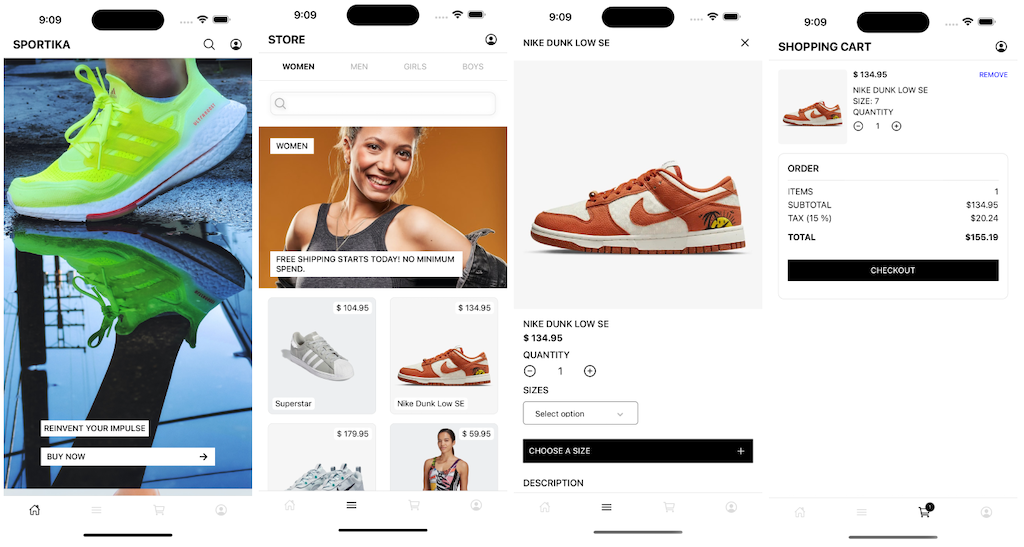 9:09
SPORTIKA
REINVENT YOUR IMPULSE
BUY NOW
9:09
STORE
WOMEN MEN GIRLS BOYS
WOMEN
FREE SHIPPING STARTS TODAY! NO MINIMUM
SPEND.
$ 104.95
Superstar
$ 134.95
Nike Dunk Low SE
$ 179.95
$ 59.95
9:09
NIKE DUNK LOW SE
NIKE DUNK LOW SE
$ 134.95
QUANTITY
1
SIZES
Select option
CHOOSE A SIZE
DESCRIPTION
9:09
SHOPPING CART
$ 134.95 REMOVE
NIKE DUNK LOW SE
SIZE: 7
QUANTITY
1
ORDER
ITEMS 1
SUBTOTAL $134.95
TAX (15 %) $20.24
TOTAL $155.19
CHECKOUT
1